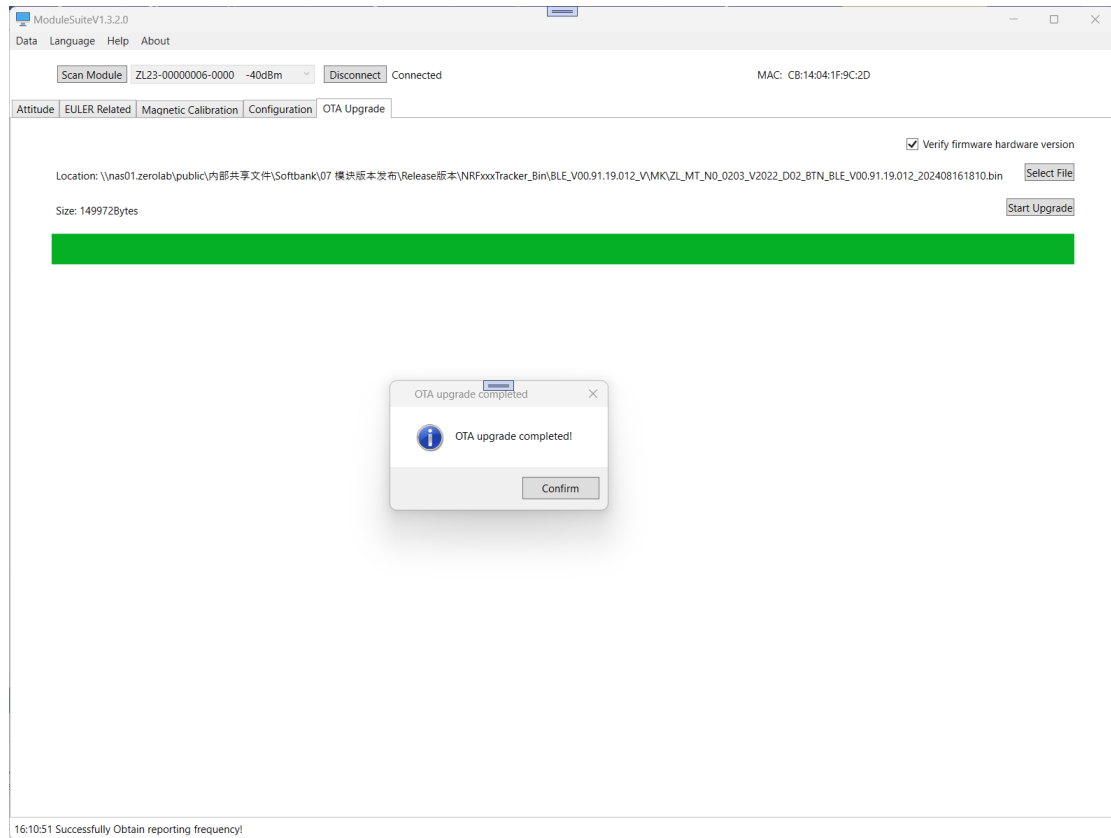 ModuleSuiteV1.3.2.0
Data Language Help About
Scan Module ZL23-00000006-0000 -40dBm Disconnect Connected MAC: CB:14:04:1F:9C:2D
Attitude EULER Related Magnetic Calibration Configuration OTA Upgrade
Verify firmware hardware version
Location: \\nas01.zerolab\public\内部共享文件\Softbank\07 模块版本发布\Release版本\NRFxxxTracker_Bin\BLE_V00.91.19.012_V\MK\ZL_MT_N0_0203_V2022_D02_BTN_BLE_V00.91.19.012_202408161810.bin Select File
Size: 149972Bytes Start Upgrade
OTA upgrade completed
OTA upgrade completed!
Confirm
16:10:51 Successfully Obtain reporting frequency!